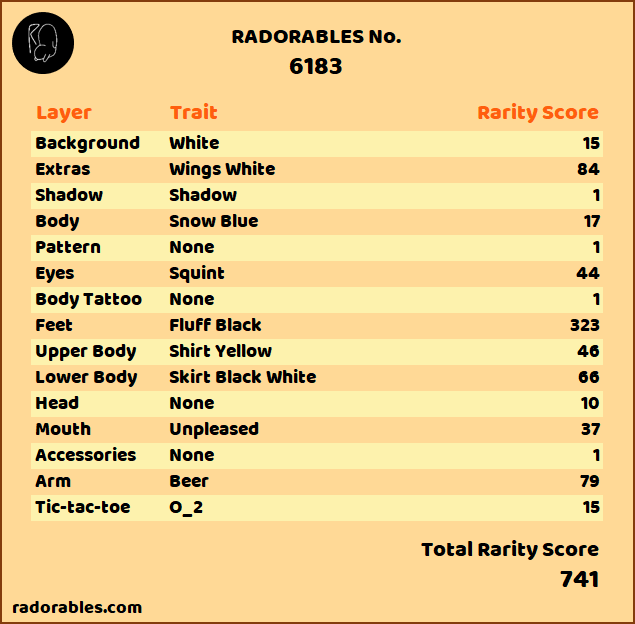 RADORABLES No.
6183
Layer Trait Rarity Score
Background White 15
Extras Wings White 84
Shadow Shadow 1
Body Snow Blue 17
Pattern None 1
Eyes Squint 44
Body Tattoo None 1
Feet Fluff Black 323
Upper Body Shirt Yellow 46
Lower Body Skirt Black White 66
Head None 10
Mouth Unpleased 37
Accessories None 1
Arm Beer 79
Tic-tac-toe O_2 15
Total Rarity Score
741
radorables.com